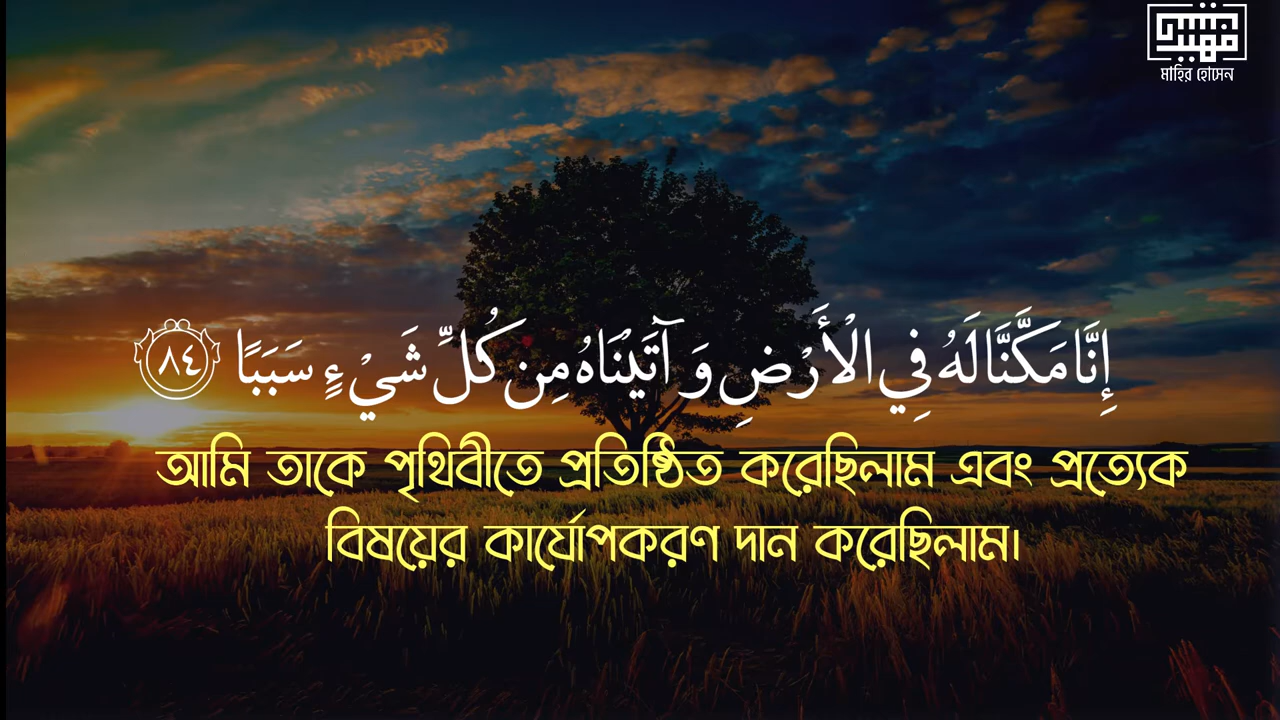 মাহির হোসেন
إِنَّا مَكَّنَّا لَهُ فِي الْأَرْضِ وَآتَيْنَاهُ مِن كُلِّ شَيْءٍ سَبَبًا ٨٤
আমি তাকে পৃথিবীতে প্রতিষ্ঠিত করেছিলাম এবং প্রত্যেক
বিষয়ের কার্যোপকরণ দান করেছিলাম।